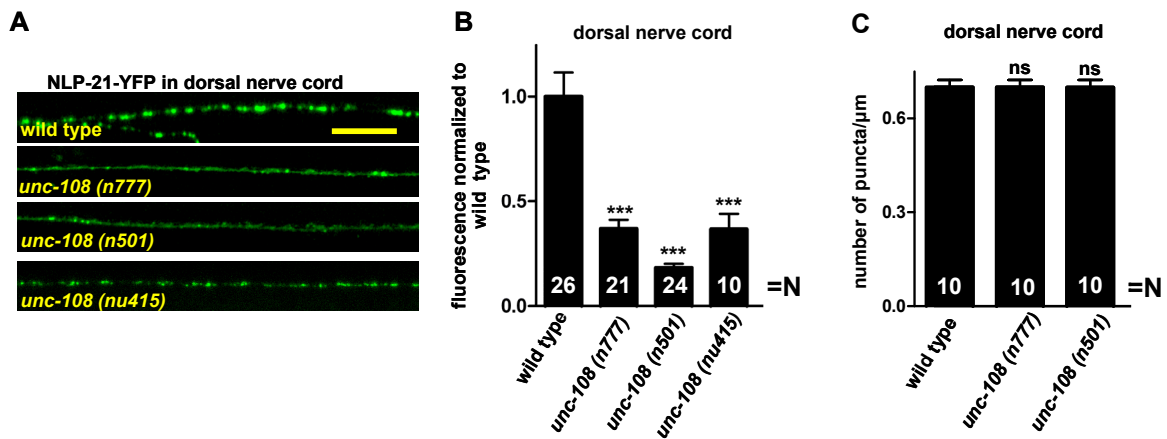 A
NLP-21-YFP in dorsal nerve cord
wild type
unc-108 (n777)
unc-108 (n501)
unc-108 (nu415)
B
dorsal nerve cord
fluorescence normalized to
wild type
1.0
0.5
0.0
***
***
***
26
21
24
10
=N
wild type
unc-108 (n777)
unc-108 (n501)
unc-108 (nu415)
C
dorsal nerve cord
number of puncta/µm
0.6
0.3
0.0
ns
ns
10
10
10
=N
wild type
unc-108 (n777)
unc-108 (n501)